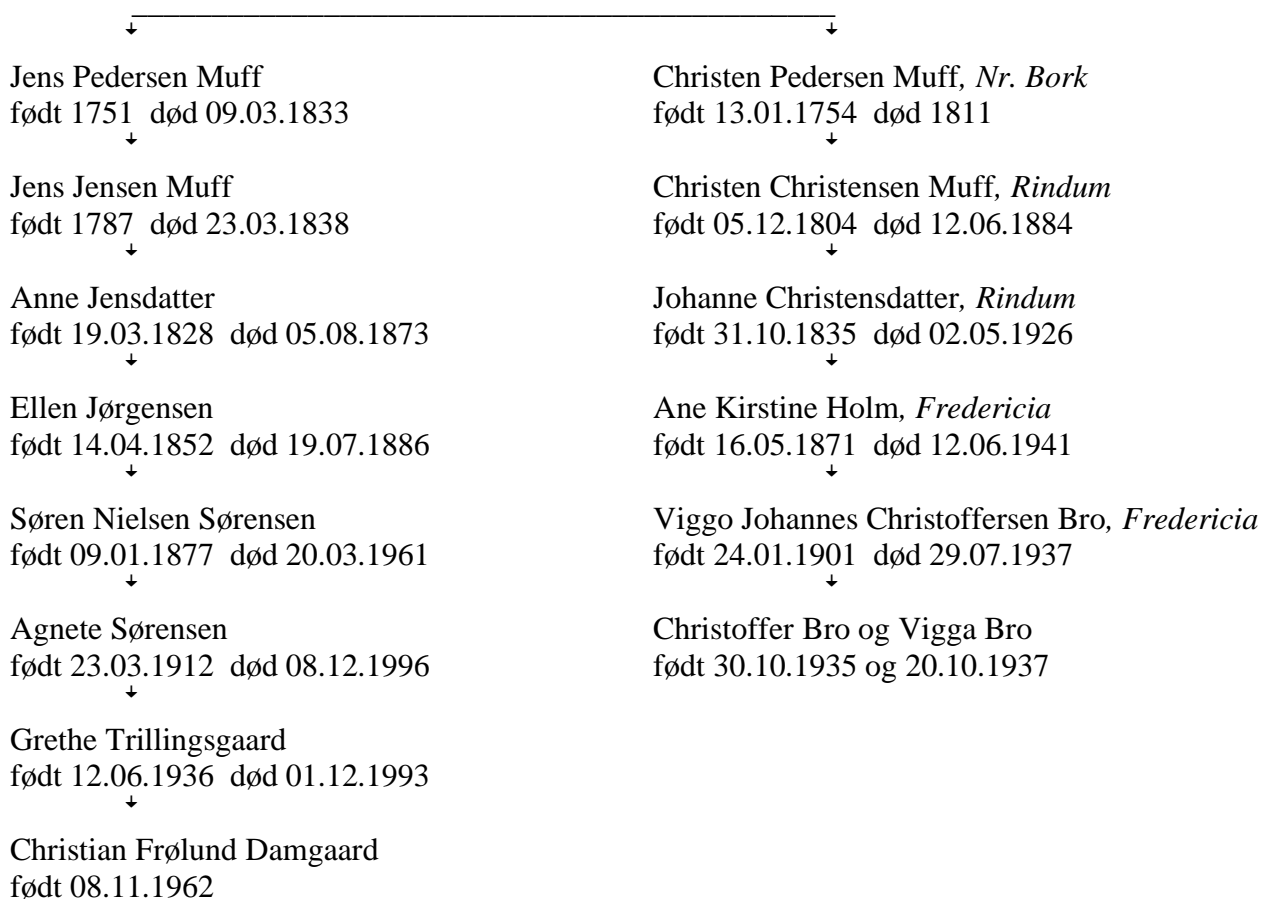 Jens Pedersen Muff
født 1751 død 09.03.1833
Jens Jensen Muff
født 1787 død 23.03.1838
Anne Jensdatter
født 19.03.1828 død 05.08.1873
Ellen Jørgensen
født 14.04.1852 død 19.07.1886
Søren Nielsen Sørensen
født 09.01.1877 død 20.03.1961
Agnete Sørensen
født 23.03.1912 død 08.12.1996
Grethe Trillingsgaard
født 12.06.1936 død 01.12.1993
Christian Frølund Damgaard
født 08.11.1962
Christen Pedersen Muff, Nr. Bork
født 13.01.1754 død 1811
Christen Christensen Muff, Rindum
født 05.12.1804 død 12.06.1884
Johanne Christensdatter, Rindum
født 31.10.1835 død 02.05.1926
Ane Kirstine Holm, Fredericia
født 16.05.1871 død 12.06.1941
Viggo Johannes Christoffersen Bro, Fredericia
født 24.01.1901 død 29.07.1937
Christoffer Bro og Vigga Bro
født 30.10.1935 og 20.10.1937